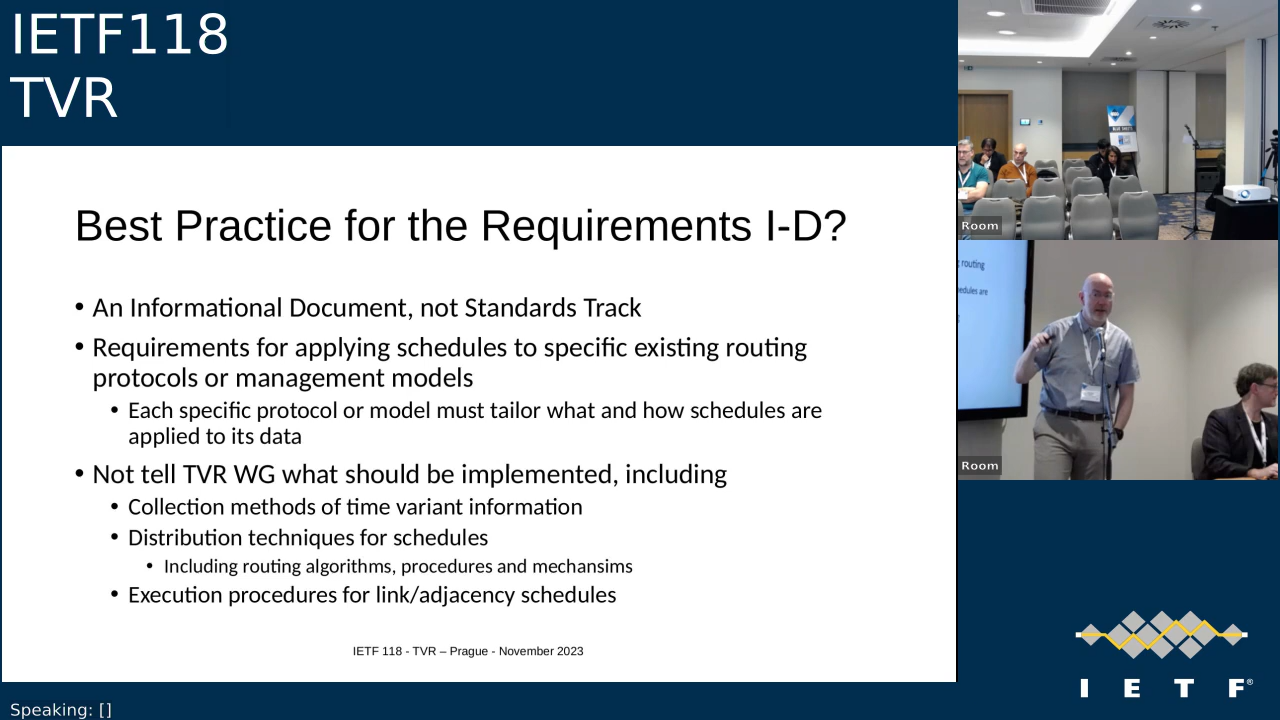 IETF118
TVR
Best Practice for the Requirements I-D?
• An Informational Document, not Standards Track
• Requirements for applying schedules to specific existing routing
protocols or management models
• Each specific protocol or model must tailor what and how schedules are
applied to its data
• Not tell TVR WG what should be implemented, including
• Collection methods of time variant information
• Distribution techniques for schedules
• Including routing algorithms, procedures and mechansims
• Execution procedures for link/adjacency schedules
IETF 118 - TVR – Prague - November 2023
Room
routing
edules are
Room
I E T F®
Speaking: []